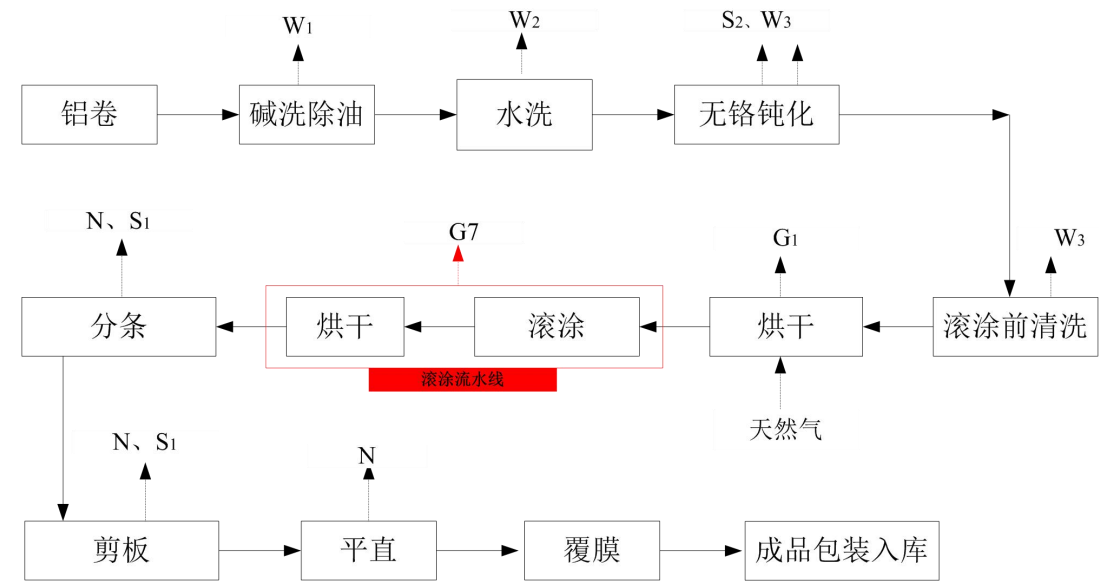 W1
W2
S2、W3
铝卷
碱洗除油
水洗
无铬钝化
N、S1
G7
G1
W3
分条
烘干
滚涂
烘干
滚涂前清洗
滚涂流水线
天然气
N、S1
N
剪板
平直
覆膜
成品包装入库